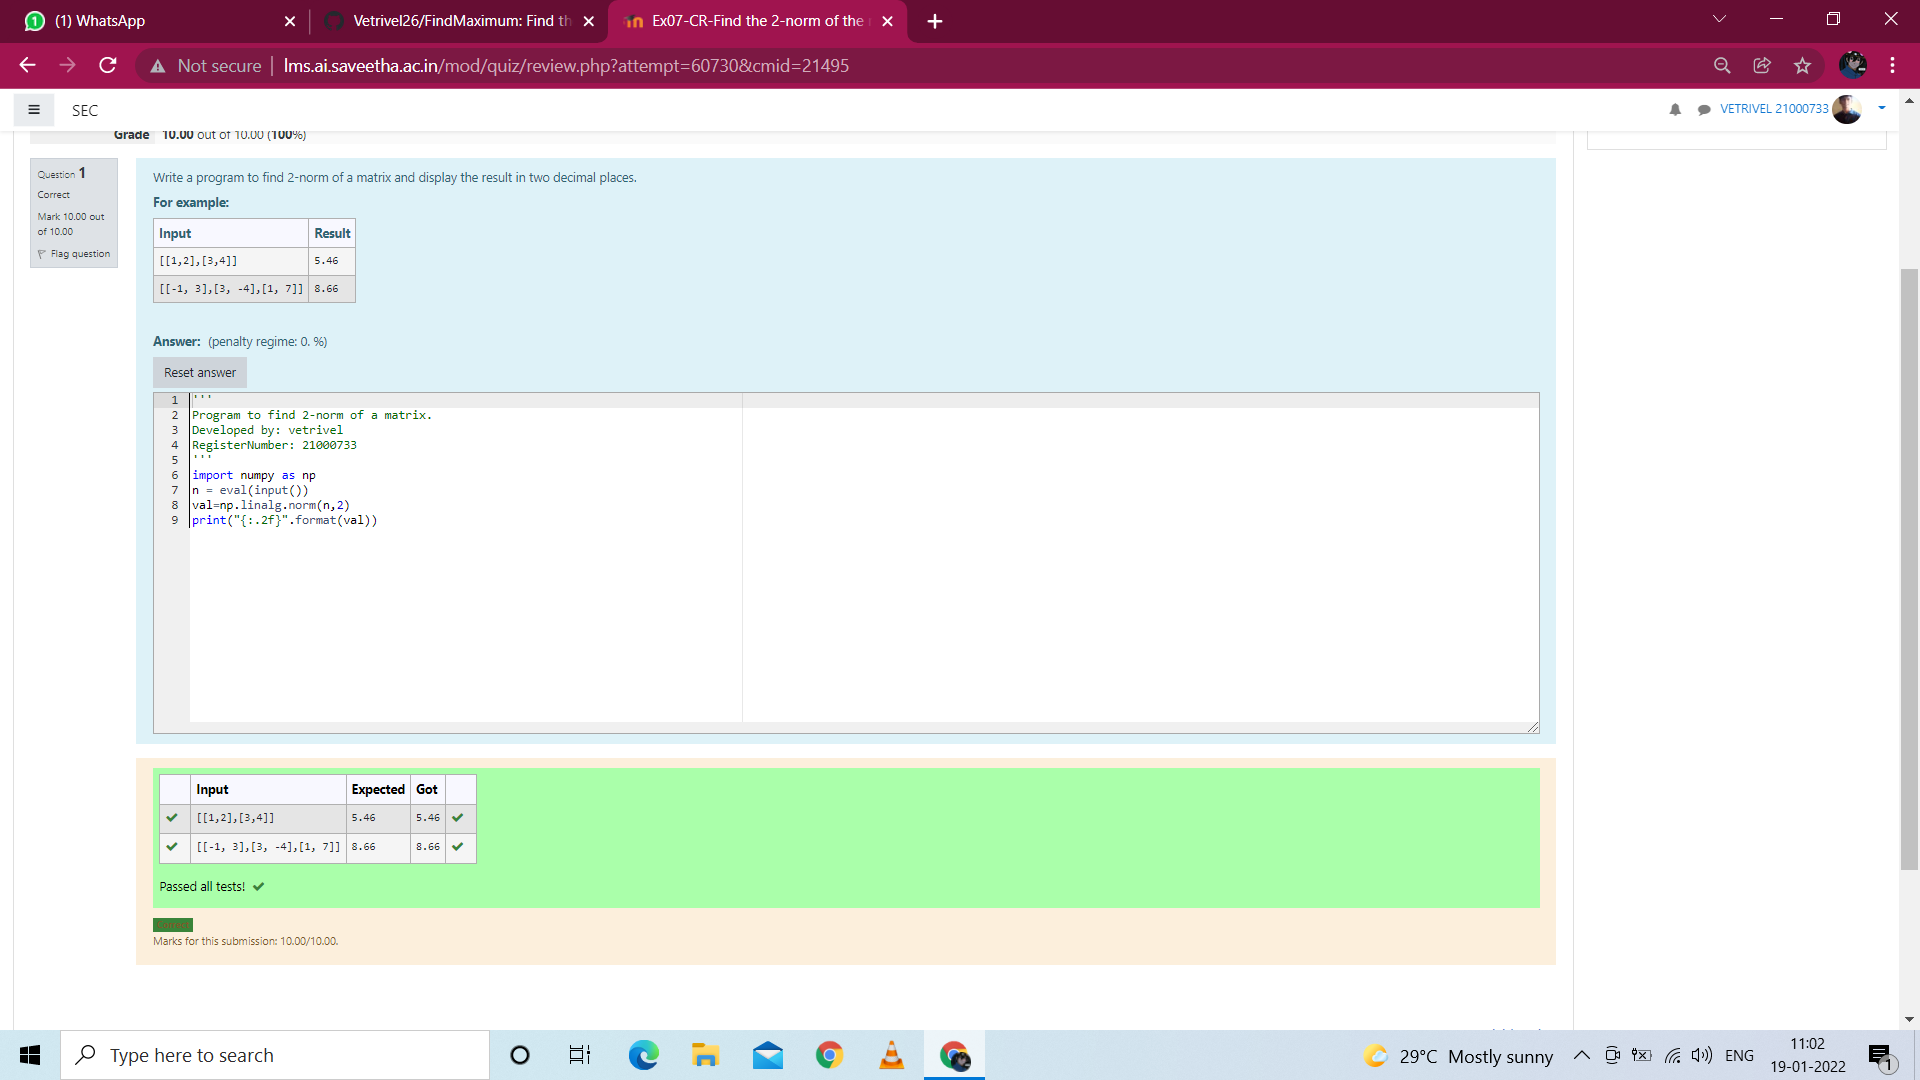 (1) WhatsApp
Vetrivel26/FindMaximum: Find th
Ex07-CR-Find the 2-norm of the
Not secure
lms.ai.saveetha.ac.in/mod/quiz/review.php?attempt=60730&cmid=21495
SEC
VETRIVEL 21000733
Grade 10.00 out of 10.00 (100%)
Question 1
Correct
Mark 10.00 out
of 10.00
Flag question
Write a program to find 2-norm of a matrix and display the result in two decimal places.
For example:
Input Result
[[1,2],[3,4]] 5.46
[[-1, 3],[3, -4],[1, 7]] 8.66
Answer: (penalty regime: 0. %)
Reset answer
1 '''
2 Program to find 2-norm of a matrix.
3 Developed by: vetrivel
4 RegisterNumber: 21000733
5 '''
6 import numpy as np
7 n = eval(input())
8 val=np.linalg.norm(n,2)
9 print("{:.2f}".format(val))
Input Expected Got
[[1,2],[3,4]] 5.46 5.46
[[-1, 3],[3, -4],[1, 7]] 8.66 8.66
Passed all tests!
Marks for this submission: 10.00/10.00.
Type here to search
29°C Mostly sunny
ENG
11:02
19-01-2022
1